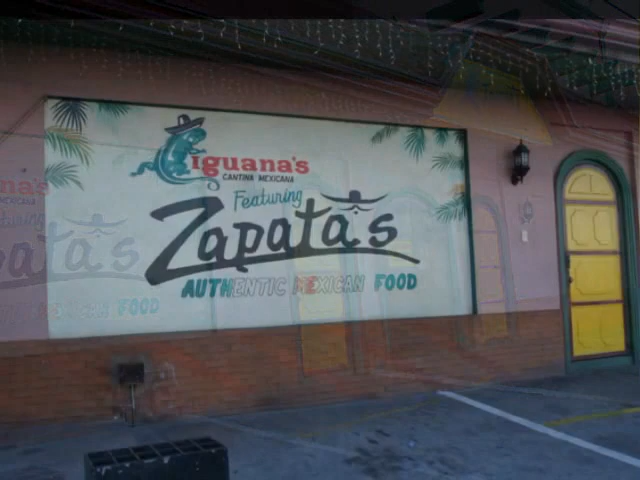 iguana's
CANTINA MEXICANA
Featuring
Zapata's
AUTHENTIC MEXICAN FOOD